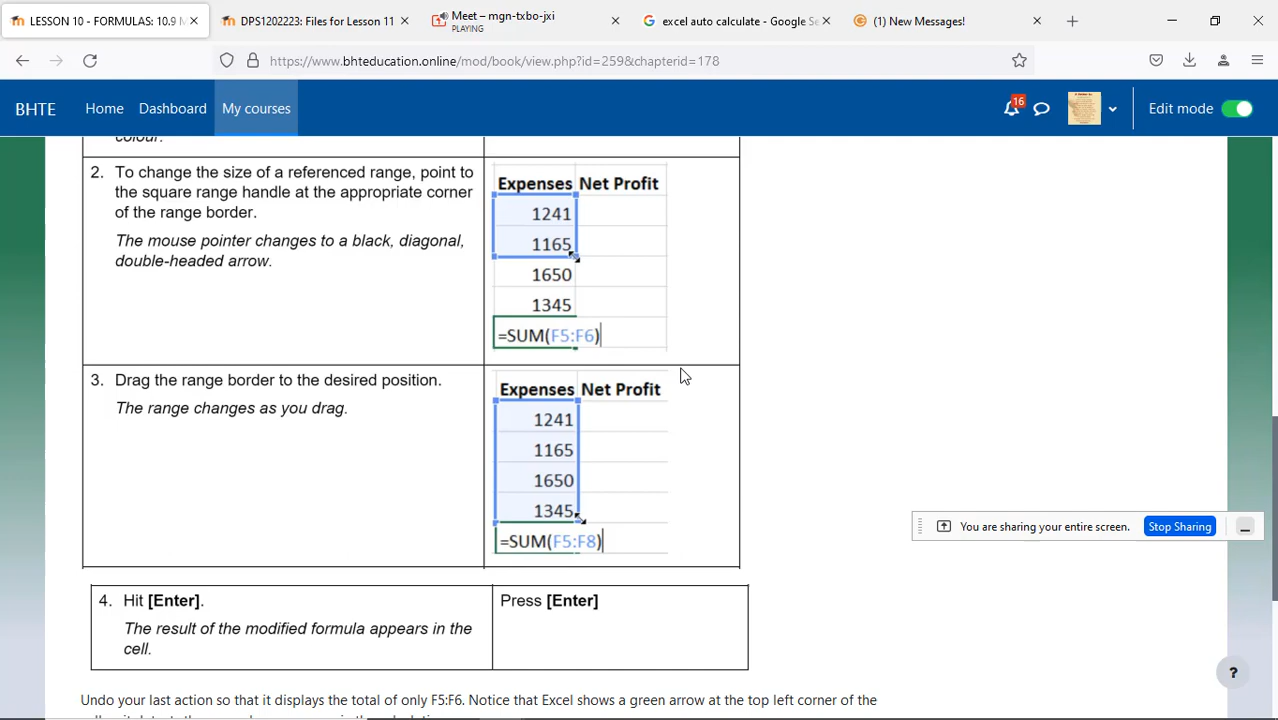 LESSON 10 - FORMULAS: 10.9 M
DPS1202223: Files for Lesson 11
Meet – mgn-txbo-jxi
PLAYING
excel auto calculate - Google Se
(1) New Messages!
https://www.bhteducation.online/mod/book/view.php?id=259&chapterid=178
BHTE
Home
Dashboard
My courses
16
Edit mode
colour.
2. To change the size of a referenced range, point to
the square range handle at the appropriate corner
of the range border.
The mouse pointer changes to a black, diagonal,
double-headed arrow.
Expenses Net Profit
1241
1165
1650
1345
=SUM(F5:F6)
3. Drag the range border to the desired position.
The range changes as you drag.
Expenses Net Profit
1241
1165
1650
1345
=SUM(F5:F8)
You are sharing your entire screen.
Stop Sharing
4. Hit [Enter].
The result of the modified formula appears in the
cell.
Press [Enter]
?
Undo your last action so that it displays the total of only F5:F6. Notice that Excel shows a green arrow at the top left corner of the